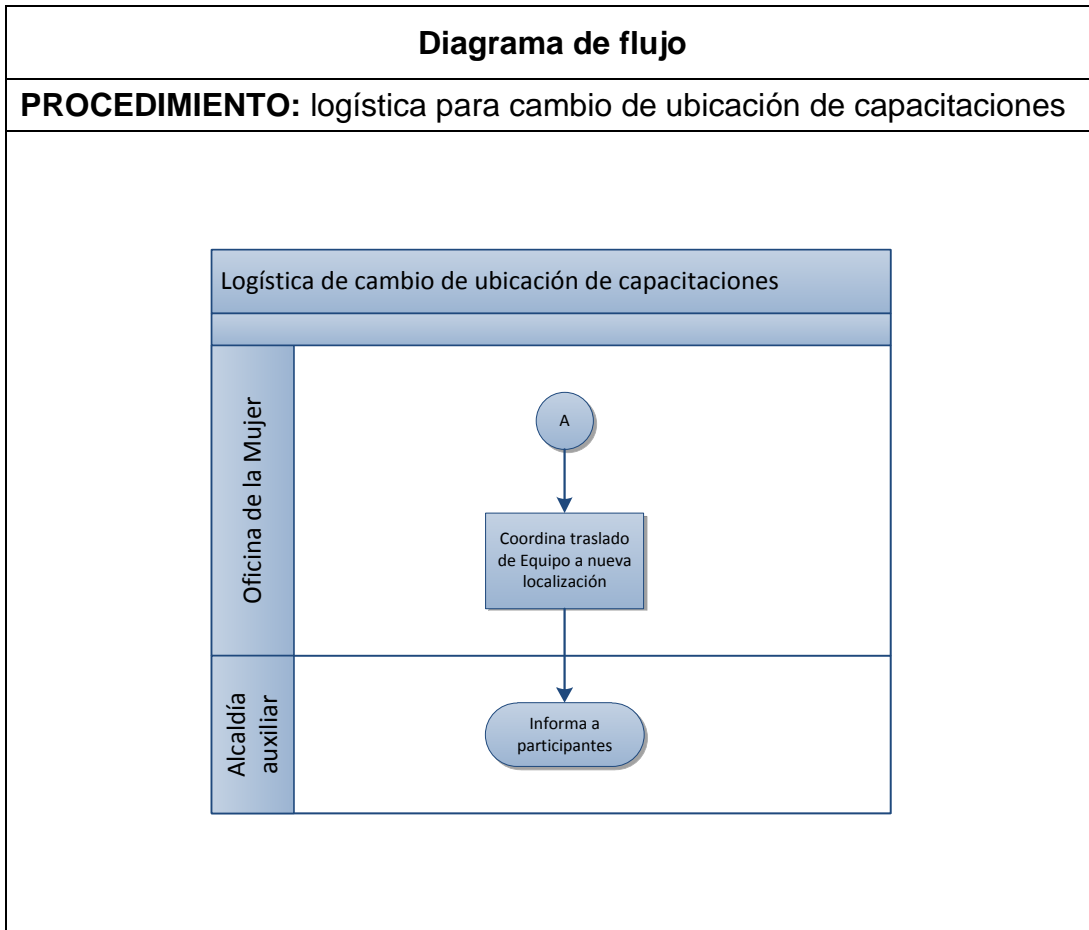 Diagrama de flujo
PROCEDIMIENTO: logística para cambio de ubicación de capacitaciones
Logística de cambio de ubicación de capacitaciones
Oficina de la Mujer
A
Coordina traslado
de Equipo a nueva
localización
Alcaldía
auxiliar
Informa a
participantes